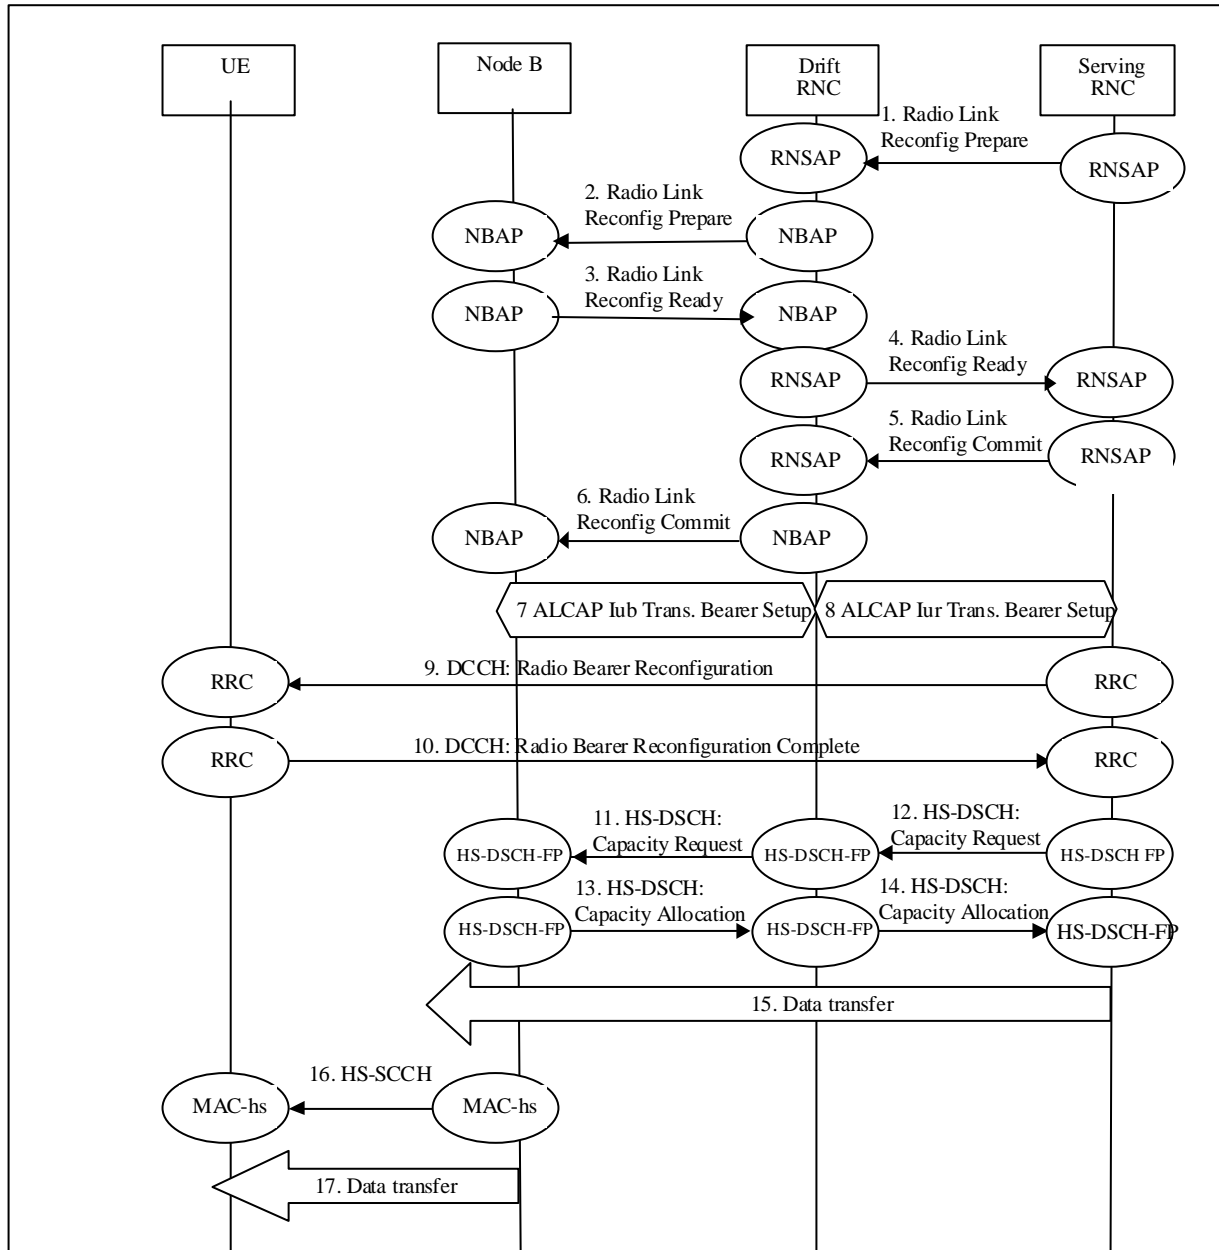 UE
Node B
Drift
RNC
Serving
RNC
1. Radio Link
Reconfig Prepare
RNSAP
RNSAP
2. Radio Link
Reconfig Prepare
NBAP
NBAP
3. Radio Link
Reconfig Ready
NBAP
NBAP
4. Radio Link
Reconfig Ready
RNSAP
RNSAP
5. Radio Link
Reconfig Commit
RNSAP
RNSAP
6. Radio Link
Reconfig Commit
NBAP
NBAP
7 ALCAP Iub Trans. Bearer Setup
8 ALCAP Iur Trans. Bearer Setup
9. DCCH: Radio Bearer Reconfiguration
RRC
RRC
10. DCCH: Radio Bearer Reconfiguration Complete
RRC
RRC
11. HS-DSCH:
Capacity Request
12. HS-DSCH:
Capacity Request
HS-DSCH-FP
HS-DSCH-FP
HS-DSCH FP
13. HS-DSCH:
Capacity Allocation
14. HS-DSCH:
Capacity Allocation
HS-DSCH-FP
HS-DSCH-FP
HS-DSCH-FP
15. Data transfer
16. HS-SCCH
MAC-hs
MAC-hs
17. Data transfer